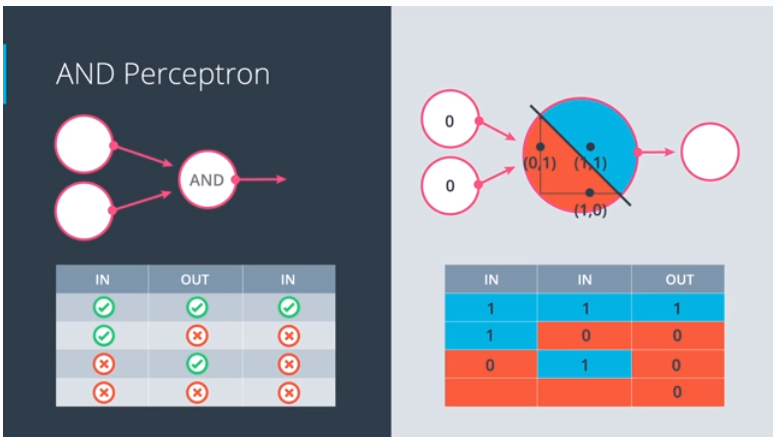 AND Perceptron
AND
IN OUT IN
0
0
(0,1) (1,1)
(1,0)
IN IN OUT
1 1 1
1 0 0
0 1 0
0